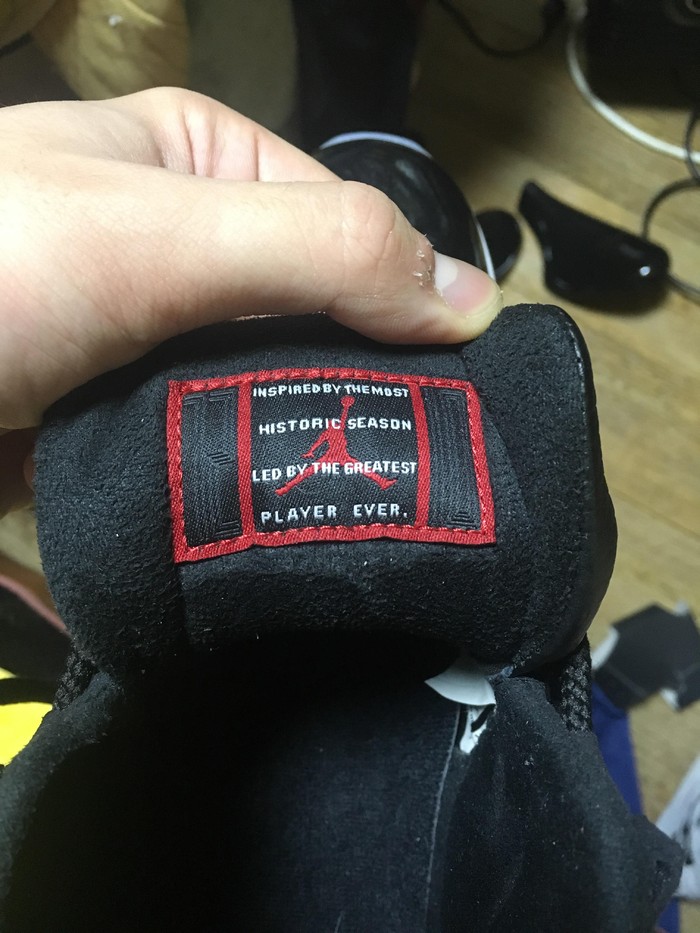 INSPIRED BY THE MOST
HISTORIC SEASON
LED BY THE GREATEST
PLAYER EVER.